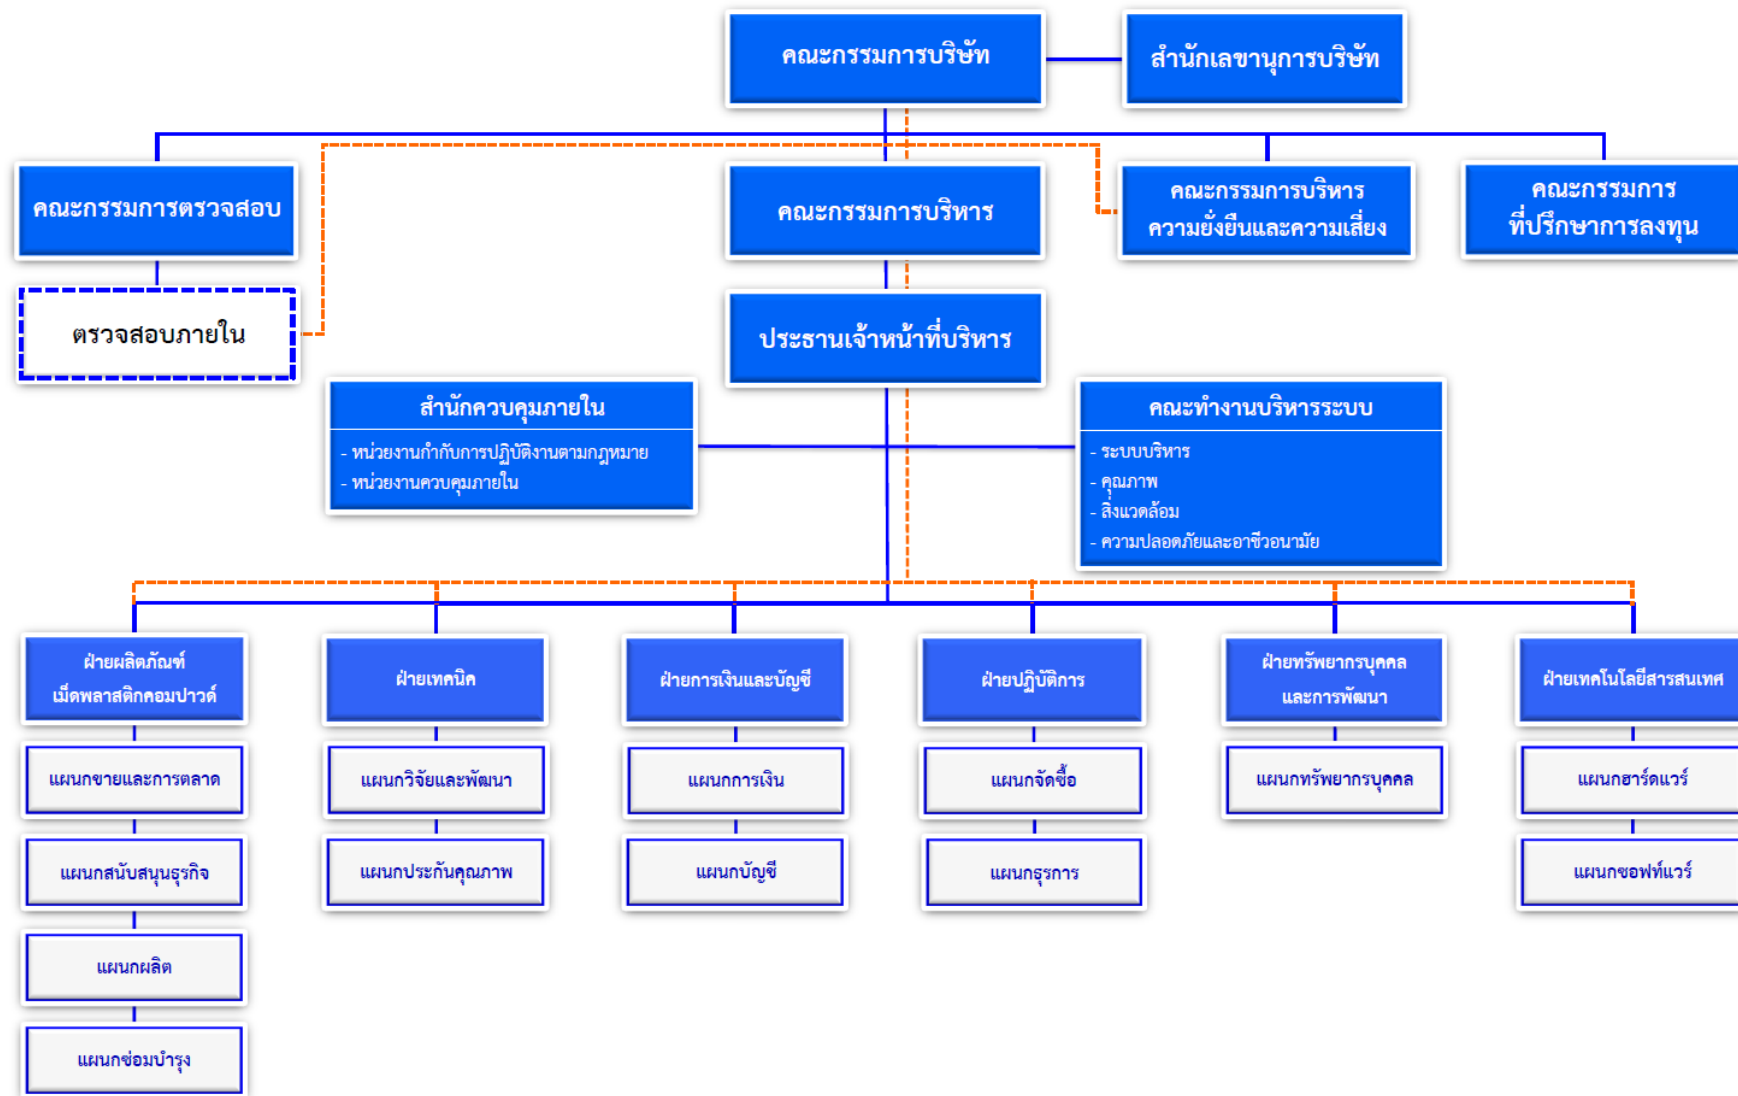 คณะกรรมการบริษัท
สำนักเลขานุการบริษัท
คณะกรรมการตรวจสอบ
คณะกรรมการบริหาร
คณะกรรมการบริหาร
ความยั่งยืนและความเสี่ยง
คณะกรรมการ
ที่ปรึกษาการลงทุน
ตรวจสอบภายใน
ประธานเจ้าหน้าที่บริหาร
สำนักควบคุมภายใน
- หน่วยงานกำกับการปฏิบัติงานตามกฎหมาย
- หน่วยงานควบคุมภายใน
คณะทำงานบริหารระบบ
- ระบบบริหาร
- คุณภาพ
- สิ่งแวดล้อม
- ความปลอดภัยและอาชีวอนามัย
ฝ่ายผลิตภัณฑ์
เม็ดพลาสติกคอมปาวด์
ฝ่ายเทคนิค
ฝ่ายการเงินและบัญชี
ฝ่ายปฏิบัติการ
ฝ่ายทรัพยากรบุคคล
และการพัฒนา
ฝ่ายเทคโนโลยีสารสนเทศ
แผนกขายและการตลาด
แผนกวิจัยและพัฒนา
แผนกการเงิน
แผนกจัดซื้อ
แผนกทรัพยากรบุคคล
แผนกฮาร์ดแวร์
แผนกสนับสนุนธุรกิจ
แผนกประกันคุณภาพ
แผนกบัญชี
แผนกธุรการ
แผนกซอฟท์แวร์
แผนกผลิต
แผนกซ่อมบำรุง